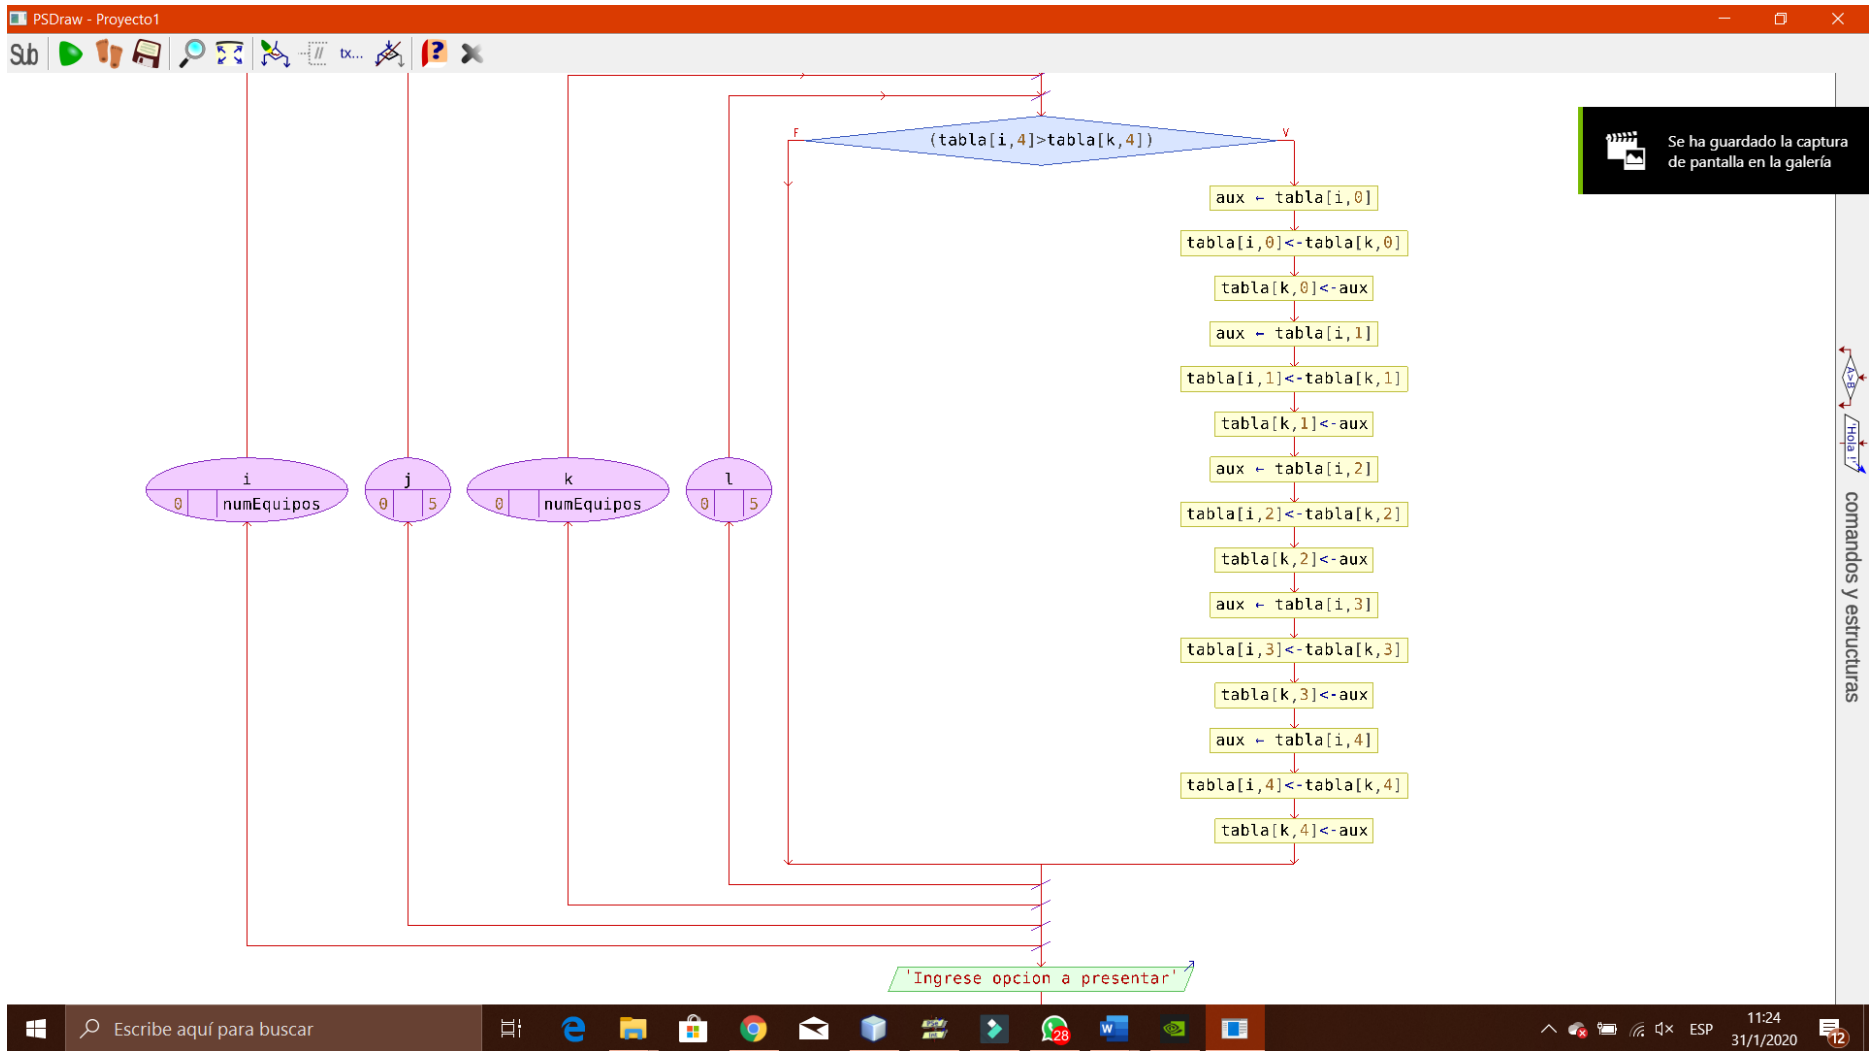 PSDraw - Proyecto1
Sub
tx...
F
(tabla[i,4]>tabla[k,4])
V
Se ha guardado la captura
de pantalla en la galería
aux ← tabla[i,0]
tabla[i,0]<-tabla[k,0]
tabla[k,0]<-aux
aux ← tabla[i,1]
tabla[i,1]<-tabla[k,1]
tabla[k,1]<-aux
aux ← tabla[i,2]
tabla[i,2]<-tabla[k,2]
tabla[k,2]<-aux
aux ← tabla[i,3]
tabla[i,3]<-tabla[k,3]
tabla[k,3]<-aux
aux ← tabla[i,4]
tabla[i,4]<-tabla[k,4]
tabla[k,4]<-aux
i
0 numEquipos
j
0 5
k
0 numEquipos
l
0 5
A>B
'Hola !'
comandos y estructuras
'Ingrese opcion a presentar'
Escribe aquí para buscar
28
ESP
11:24
31/1/2020
12